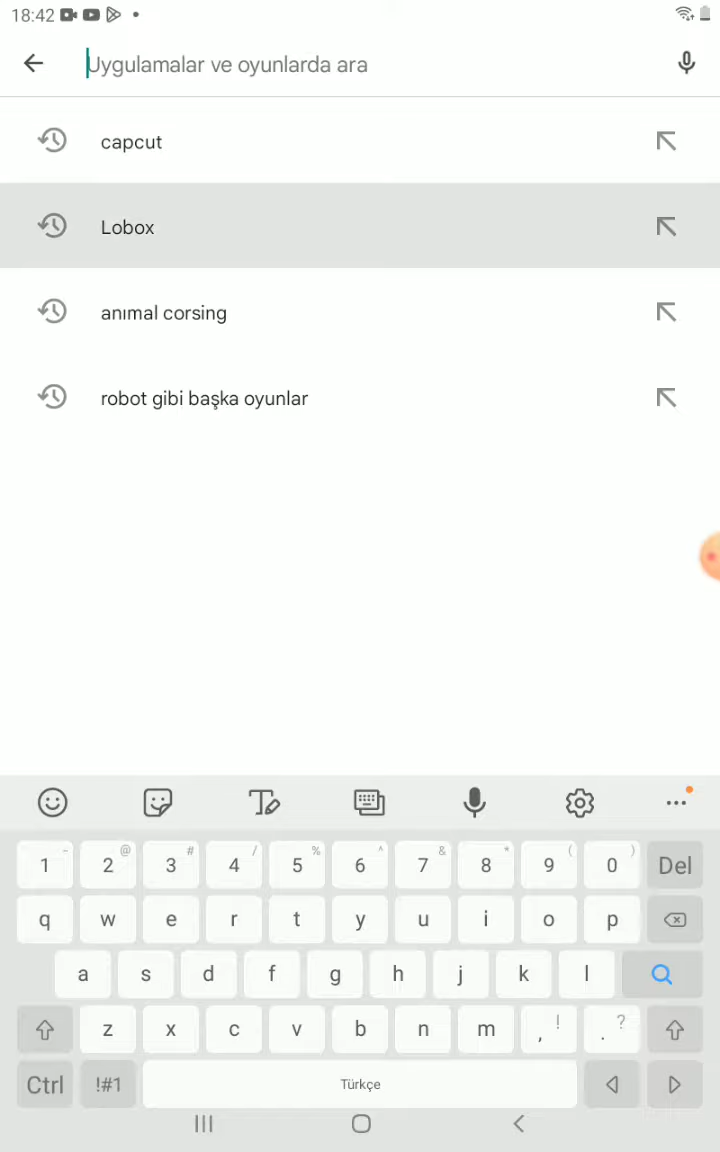 18:42
Uygulamalar ve oyunlarda ara
capcut
Lobox
anımal corsing
robot gibi başka oyunlar
1 - 2 @ 3 # 4 / 5 % 6 ^ 7 & 8 * 9 ( 0 ) Del
q w e r t y u i o p
a s d f g h j k l
z x c v b n m , ! . ?
Ctrl !#1 Türkçe